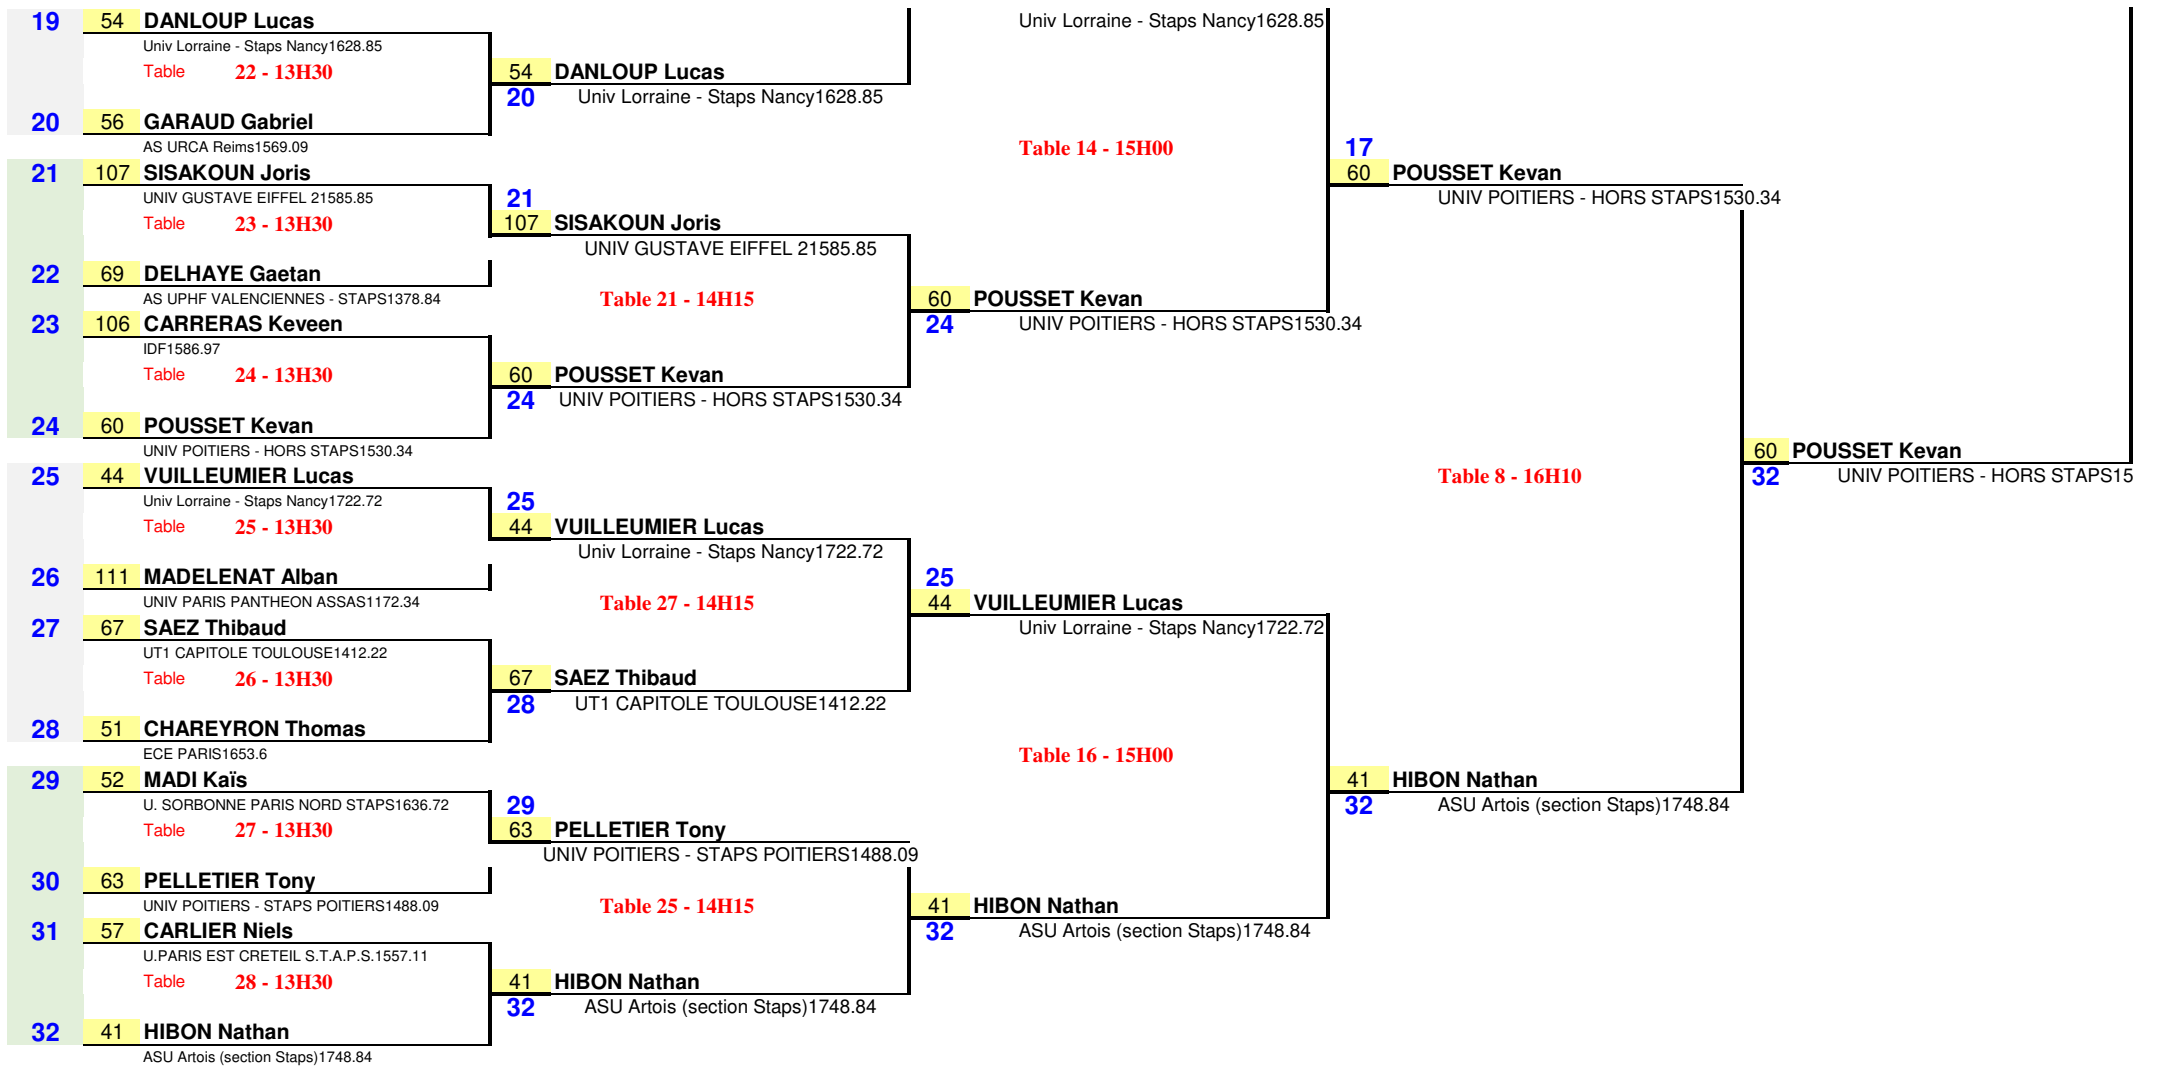 19 54 DANLOUP Lucas
Univ Lorraine - Staps Nancy1628.85
Table 22 - 13H30
20 56 GARAUD Gabriel
AS URCA Reims1569.09
21 107 SISAKOUN Joris
UNIV GUSTAVE EIFFEL 21585.85
Table 23 - 13H30
22 69 DELHAYE Gaetan
AS UPHF VALENCIENNES - STAPS1378.84
23 106 CARRERAS Keveen
IDF1586.97
Table 24 - 13H30
24 60 POUSSET Kevan
UNIV POITIERS - HORS STAPS1530.34
25 44 VUILLEUMIER Lucas
Univ Lorraine - Staps Nancy1722.72
Table 25 - 13H30
26 111 MADELENAT Alban
UNIV PARIS PANTHEON ASSAS1172.34
27 67 SAEZ Thibaud
UT1 CAPITOLE TOULOUSE1412.22
Table 26 - 13H30
28 51 CHAREYRON Thomas
ECE PARIS1653.6
29 52 MADI Kaïs
U. SORBONNE PARIS NORD STAPS1636.72
Table 27 - 13H30
30 63 PELLETIER Tony
UNIV POITIERS - STAPS POITIERS1488.09
31 57 CARLIER Niels
U.PARIS EST CRETEIL S.T.A.P.S.1557.11
Table 28 - 13H30
32 41 HIBON Nathan
ASU Artois (section Staps)1748.84
54 DANLOUP Lucas
20 Univ Lorraine - Staps Nancy1628.85
21
107 SISAKOUN Joris
UNIV GUSTAVE EIFFEL 21585.85
Table 21 - 14H15
60 POUSSET Kevan
24 UNIV POITIERS - HORS STAPS1530.34
25
44 VUILLEUMIER Lucas
Univ Lorraine - Staps Nancy1722.72
Table 27 - 14H15
67 SAEZ Thibaud
28 UT1 CAPITOLE TOULOUSE1412.22
29
63 PELLETIER Tony
UNIV POITIERS - STAPS POITIERS1488.09
Table 25 - 14H15
41 HIBON Nathan
32 ASU Artois (section Staps)1748.84
Univ Lorraine - Staps Nancy1628.85
Table 14 - 15H00
60 POUSSET Kevan
24 UNIV POITIERS - HORS STAPS1530.34
25
44 VUILLEUMIER Lucas
Univ Lorraine - Staps Nancy1722.72
Table 16 - 15H00
41 HIBON Nathan
32 ASU Artois (section Staps)1748.84
17
60 POUSSET Kevan
UNIV POITIERS - HORS STAPS1530.34
Table 8 - 16H10
41 HIBON Nathan
32 ASU Artois (section Staps)1748.84
60 POUSSET Kevan
32 UNIV POITIERS - HORS STAPS15